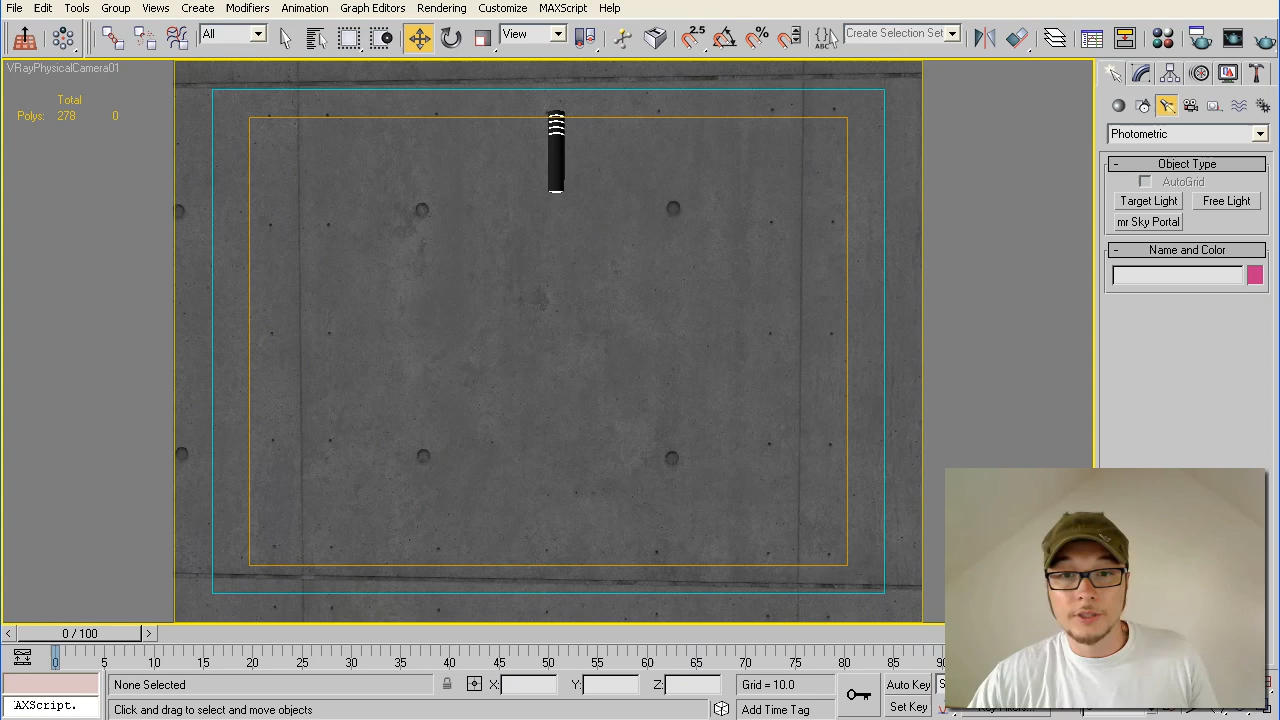 File Edit Tools Group Views Create Modifiers Animation Graph Editors Rendering Customize MAXScript Help
All
View
2.5
%
ABC
Create Selection Set
VRayPhysicalCamera01
Total
Polys: 278 0
Photometric
- Object Type
AutoGrid
Target Light Free Light
mr Sky Portal
- Name and Color
< 0 / 100 >
0 5 10 15 20 25 30 35 40 45 50 55 60 65 70 75 80 85
None Selected X: Y: Z: Grid = 10.0 Auto Key
AXScript. Click and drag to select and move objects Add Time Tag Set Key